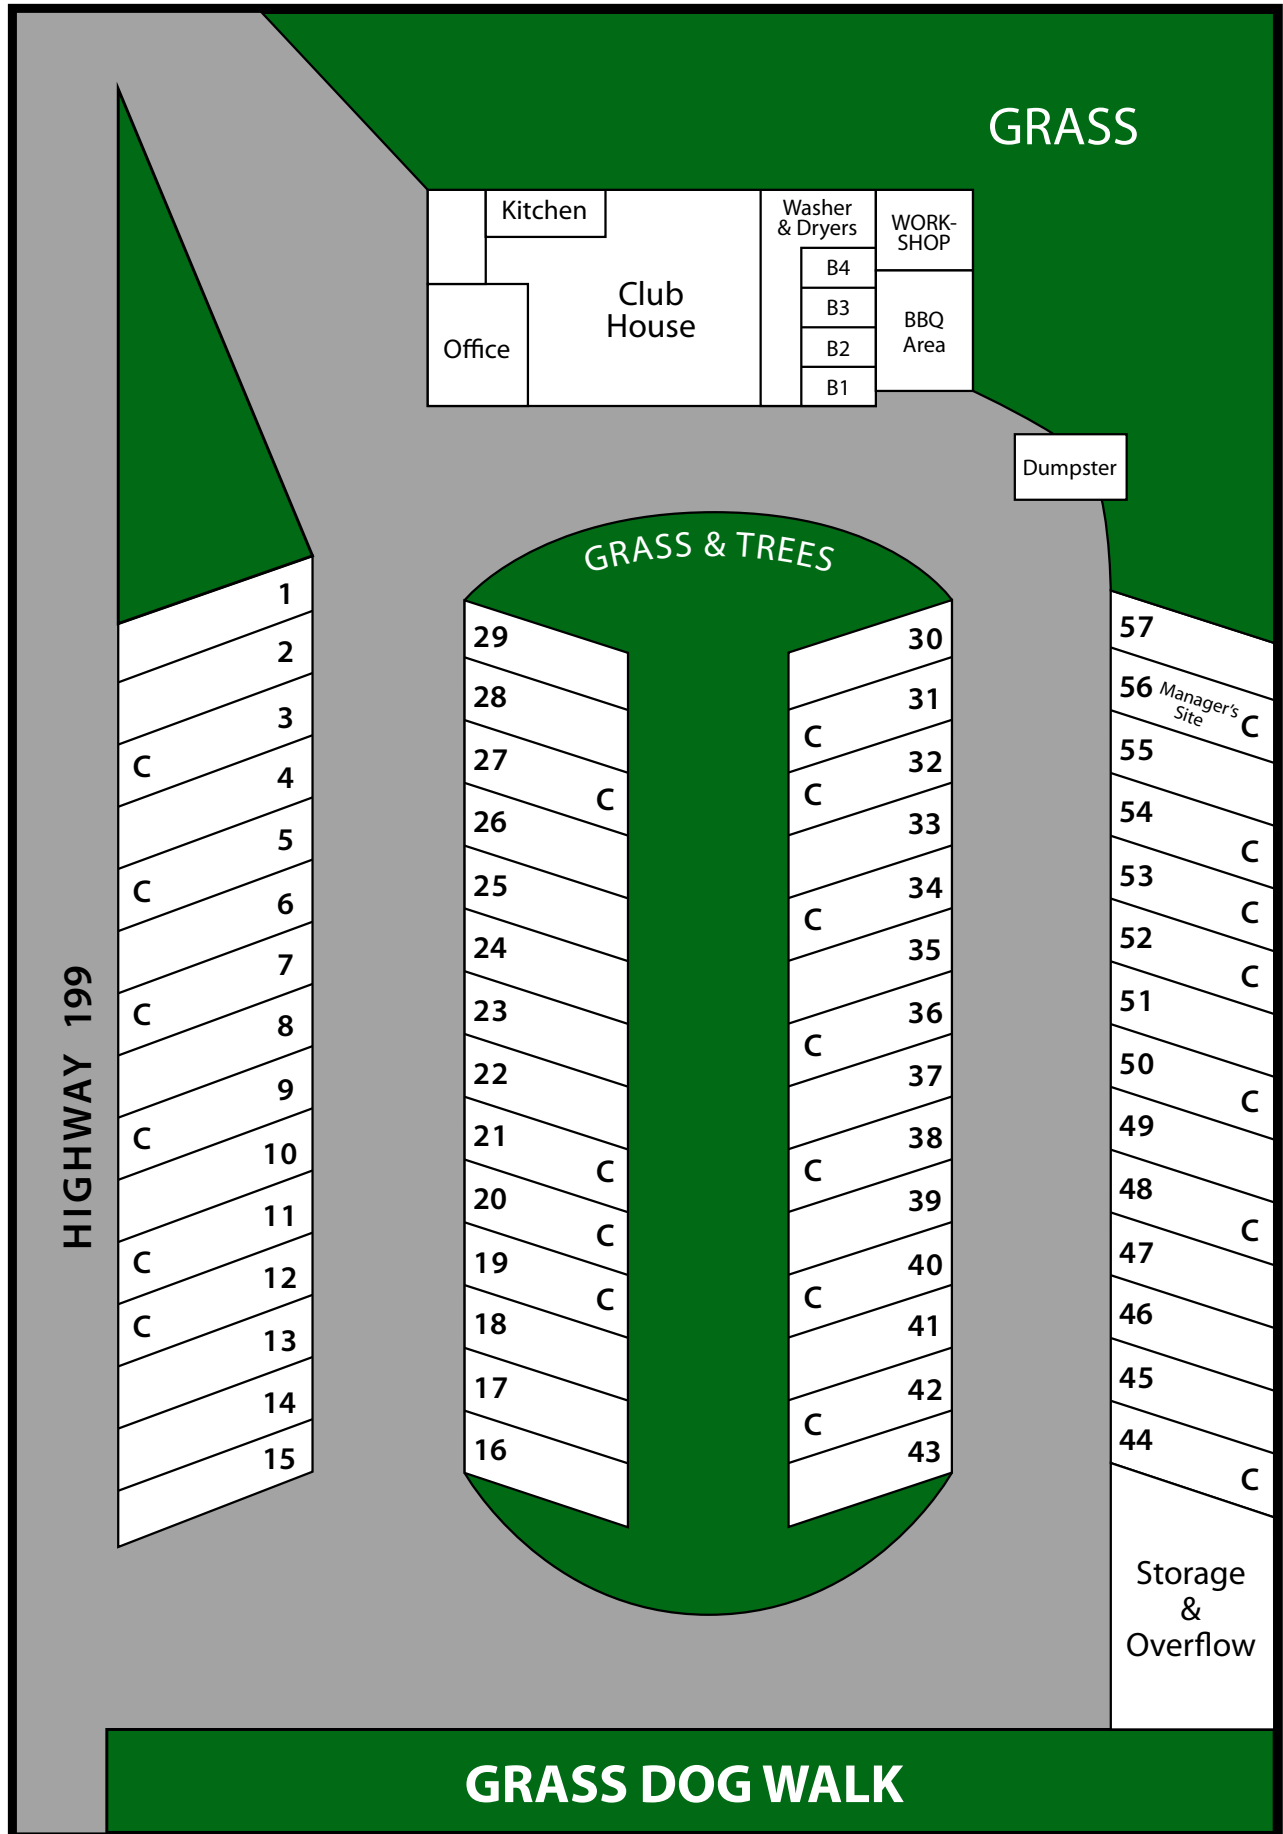 GRASS
Kitchen
Club
House
Office
Washer
& Dryers
B4
B3
B2
B1
WORK-
SHOP
BBQ
Area
Dumpster
GRASS & TREES
HIGHWAY 199
1
2
C 3
4
C 5
6
C 7
8
C 9
10
C 11
C 12
13
14
15
29
28
27 C
26
25
24
23
22
21 C
20 C
19 C
18
17
16
30
C 31
C 32
33
C 34
35
C 36
37
C 38
39
C 40
41
C 42
43
57
56 Manager's
Site C
55
54 C
53 C
52 C
51
50 C
49
48 C
47
46
45
44 C
Storage
&
Overflow
GRASS DOG WALK